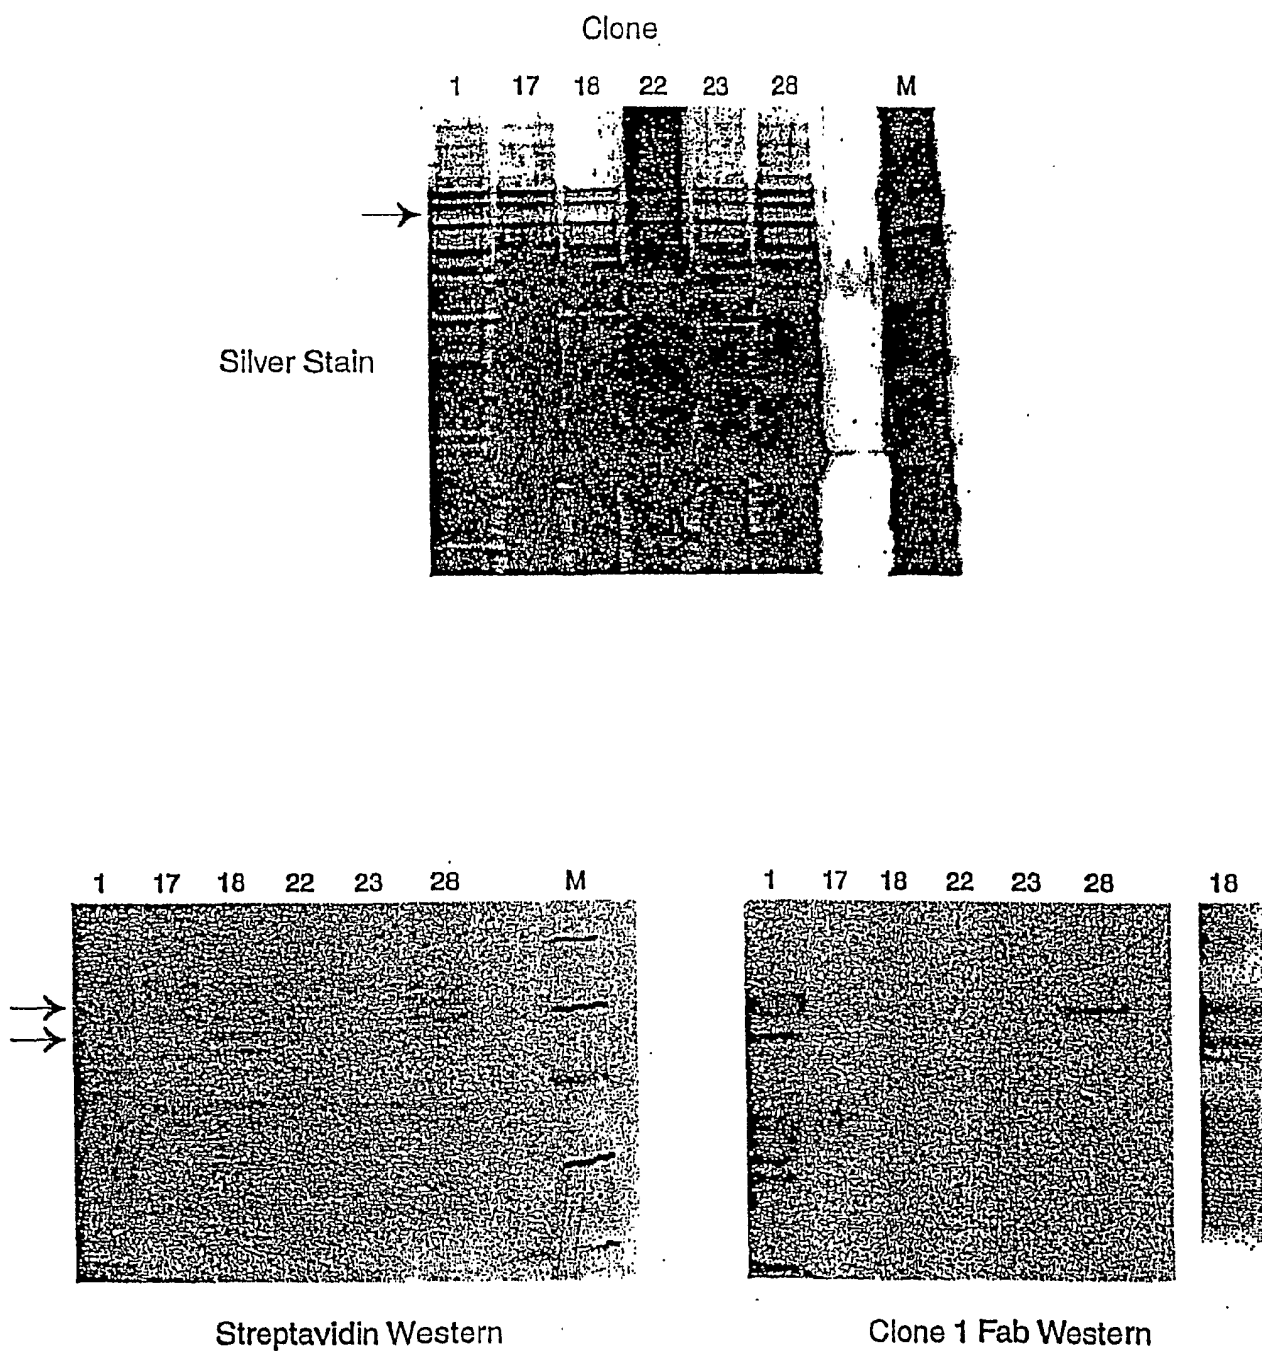 Clone
1 17 18 22 23 28 M
Silver Stain
1 17 18 22 23 28 M
1 17 18 22 23 28 18
Streptavidin Western
Clone 1 Fab Western